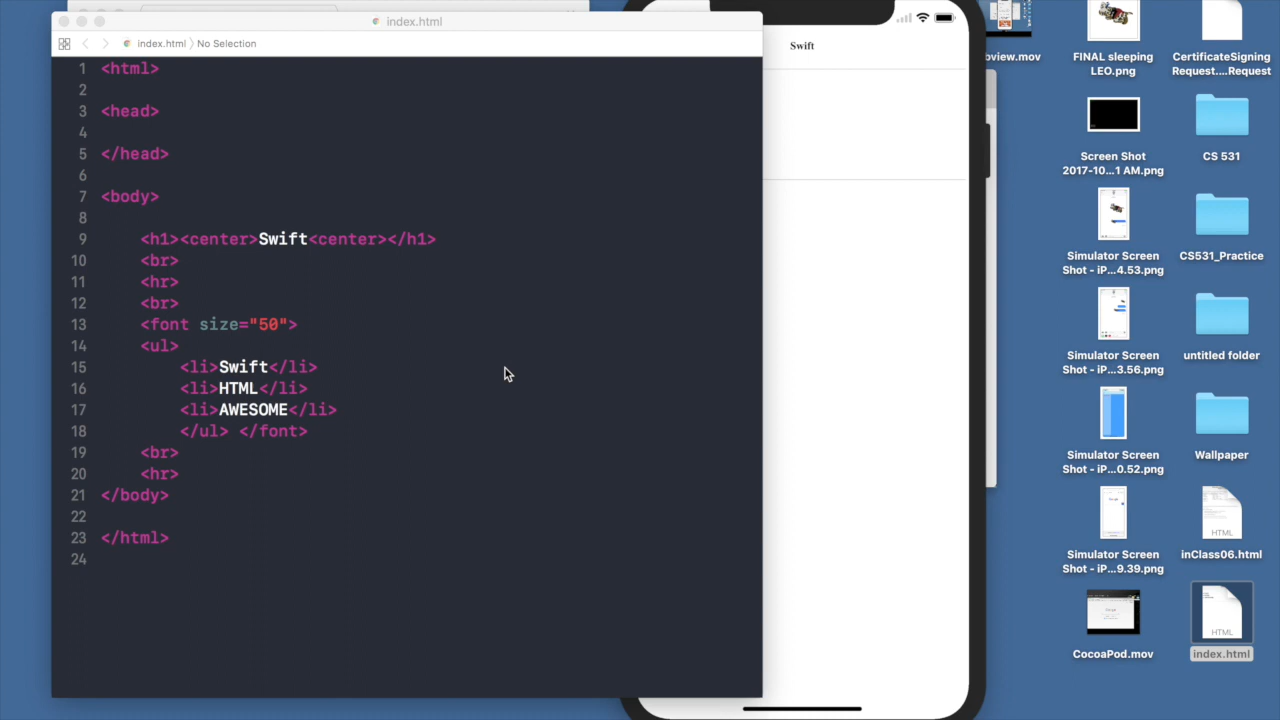 index.html
index.html 〉 No Selection
1 <html>
2
3 <head>
4
5 </head>
6
7 <body>
8
9 <h1><center>Swift<center></h1>
10 <br>
11 <hr>
12 <br>
13 <font size="50">
14 <ul>
15 <li>Swift</li>
16 <li>HTML</li>
17 <li>AWESOME</li>
18 </ul> </font>
19 <br>
20 <hr>
21 </body>
22
23 </html>
24
Swift
bview.mov
FINAL sleeping
LEO.png
CertificateSigning
Request....Request
Screen Shot
2017-10...1 AM.png
CS 531
Simulator Screen
Shot - iP...4.53.png
CS531_Practice
Simulator Screen
Shot - iP...3.56.png
untitled folder
Simulator Screen
Shot - iP...0.52.png
Wallpaper
Simulator Screen
Shot - iP...9.39.png
HTML
inClass06.html
CocoaPod.mov
HTML
index.html